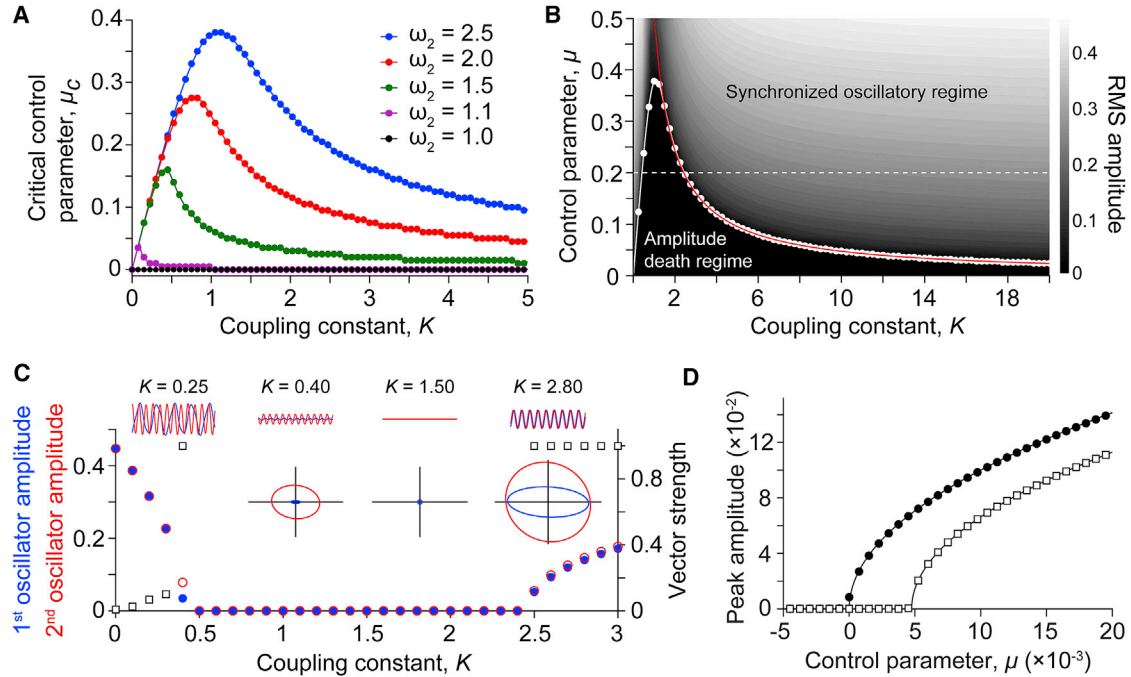 A
Critical control
parameter, μc
0.4
0.3
0.2
0.1
0
ω2 = 2.5
ω2 = 2.0
ω2 = 1.5
ω2 = 1.1
ω2 = 1.0
0 1 2 3 4 5
Coupling constant, K
B
Control parameter, μ
0.5
0.4
0.3
0.2
0.1
0
Synchronized oscillatory regime
Amplitude
death regime
2 6 10 14 18
Coupling constant, K
0.4
0.3
0.2
0.1
0
RMS amplitude
C
1st oscillator amplitude
2nd oscillator amplitude
K = 0.25 K = 0.40 K = 1.50 K = 2.80
0.4
0.2
0
0.8
0.4
0
Vector strength
0 0.5 1 1.5 2 2.5 3
Coupling constant, K
D
Peak amplitude (×10-2)
12
8
4
0
-5 0 5 10 15 20
Control parameter, μ (×10-3)